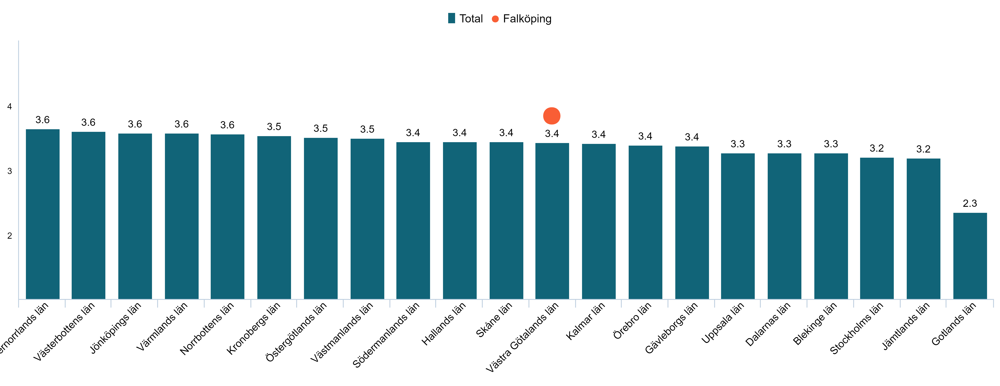 Total Falköping
4
3
2
3.6 3.6 3.6 3.6 3.6 3.5 3.5 3.5 3.4 3.4 3.4 3.4 3.4 3.4 3.4 3.3 3.3 3.3 3.2 3.2 2.3
ernorrlands län
Västerbottens län
Jönköpings län
Värmlands län
Norrbottens län
Kronobergs län
Östergötlands län
Västmanlands län
Södermanlands län
Hallands län
Skåne län
Västra Götalands län
Kalmar län
Örebro län
Gävleborgs län
Uppsala län
Dalarnas län
Blekinge län
Stockholms län
Jämtlands län
Gotlands län